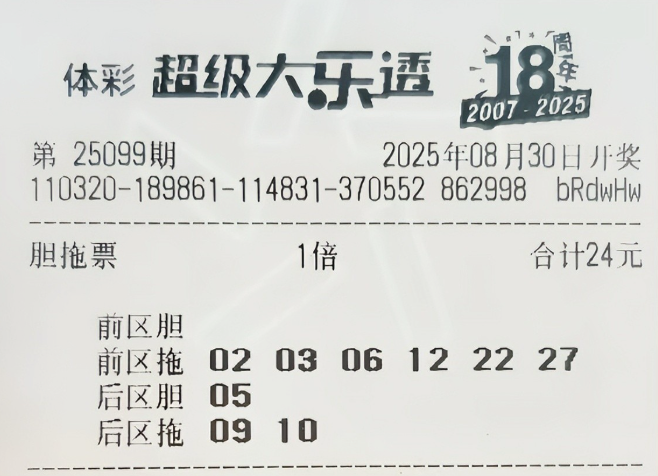 体彩 超级大乐透 18周年
2007-2025
第 25099期 2025年08月30日开奖
110320-189861-114831-370552 862998 bRdwHw
胆拖票 1倍 合计24元
前区胆
前区拖 02 03 06 12 22 27
后区胆 05
后区拖 09 10